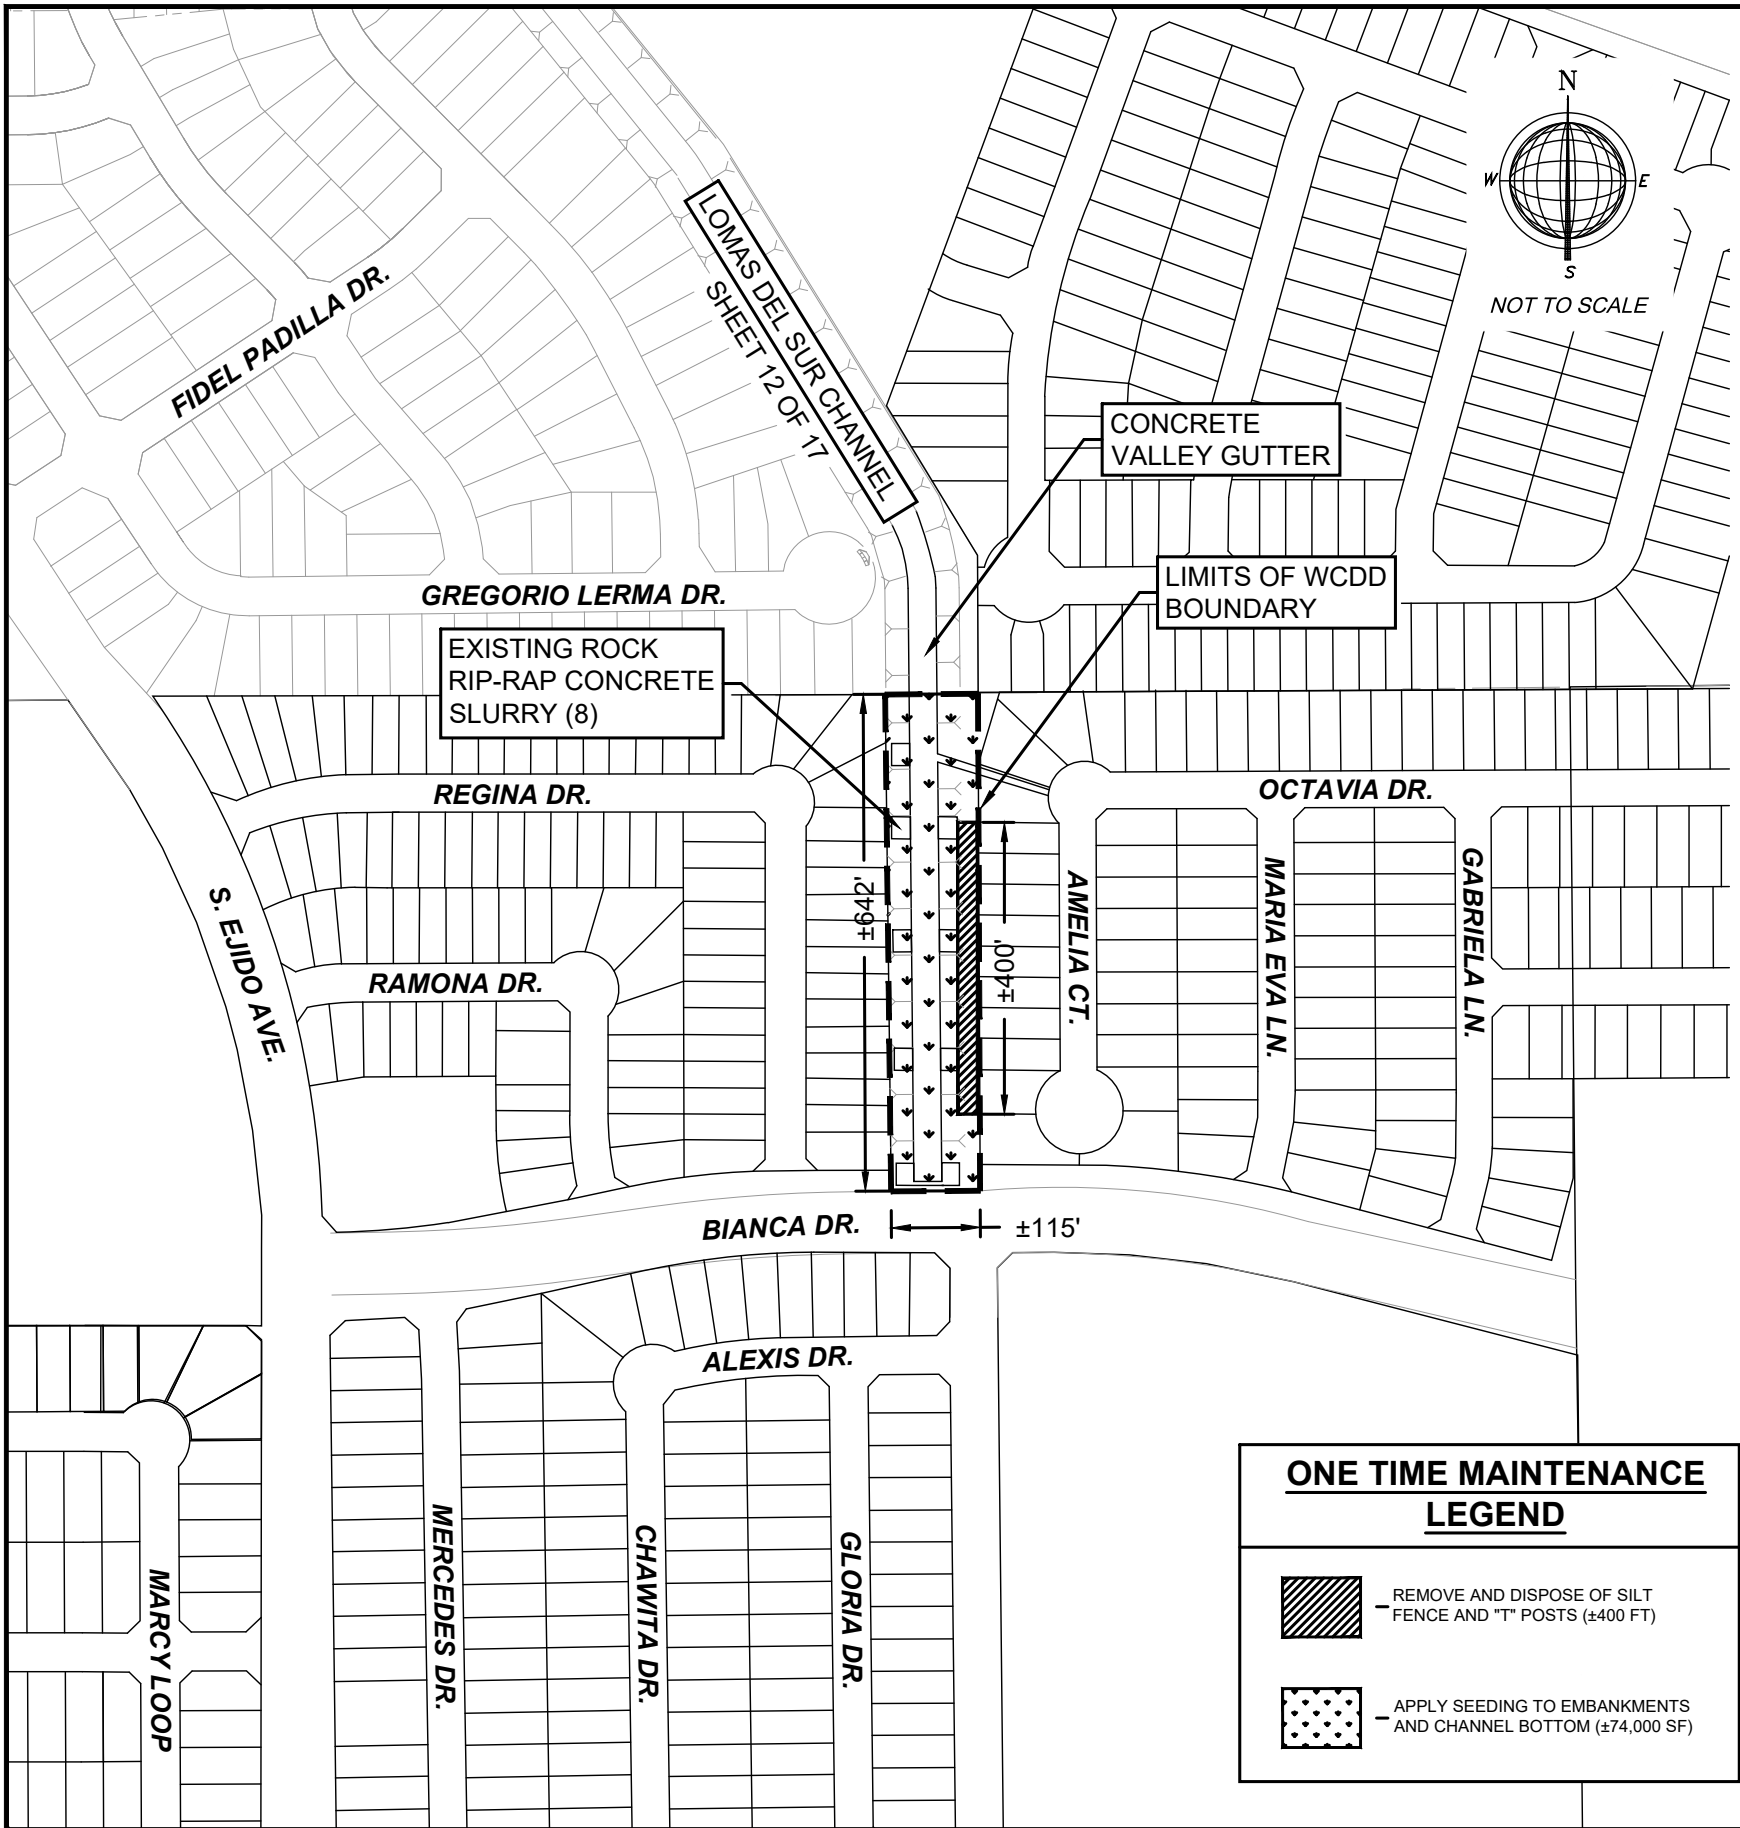 N
W
E
S
NOT TO SCALE
LOMAS DEL SUR CHANNEL
SHEET 12 OF 17
FIDEL PADILLA DR.
CONCRETE
VALLEY GUTTER
LIMITS OF WCDD
BOUNDARY
GREGORIO LERMA DR.
EXISTING ROCK
RIP-RAP CONCRETE
SLURRY (8)
REGINA DR.
OCTAVIA DR.
±642'
±400'
S. EJIDO AVE.
RAMONA DR.
AMELIA CT.
MARIA EVA LN.
GABRIELA LN.
BIANCA DR.
±115'
ALEXIS DR.
MARCY LOOP
MERCEDES DR.
CHAWITA DR.
GLORIA DR.
ONE TIME MAINTENANCE
LEGEND
REMOVE AND DISPOSE OF SILT
FENCE AND "T" POSTS (±400 FT)
APPLY SEEDING TO EMBANKMENTS
AND CHANNEL BOTTOM (±74,000 SF)